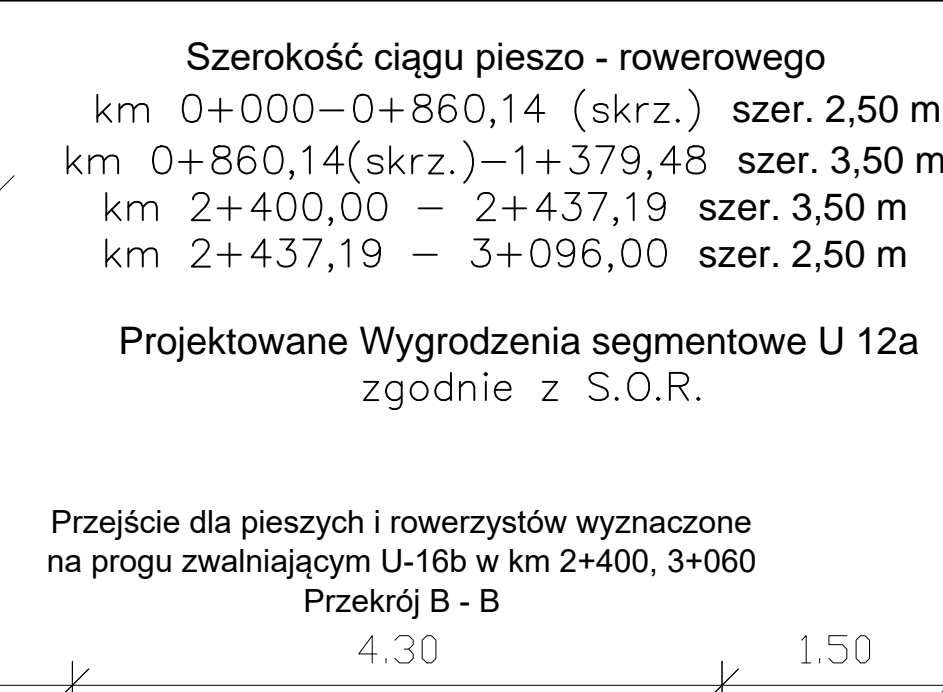 Szerokość ciągu pieszo - rowerowego
km 0+000-0+860,14 (skrz.) szer. 2,50 m
km 0+860,14(skrz.)-1+379,48 szer. 3,50 m
km 2+400,00 - 2+437,19 szer. 3,50 m
km 2+437,19 - 3+096,00 szer. 2,50 m
Projektowane Wygrodzenia segmentowe U 12a
zgodnie z S.O.R.
Przejście dla pieszych i rowerzystów wyznaczone
na progu zwalniającym U-16b w km 2+400, 3+060
Przekrój B - B
4.30 1.50